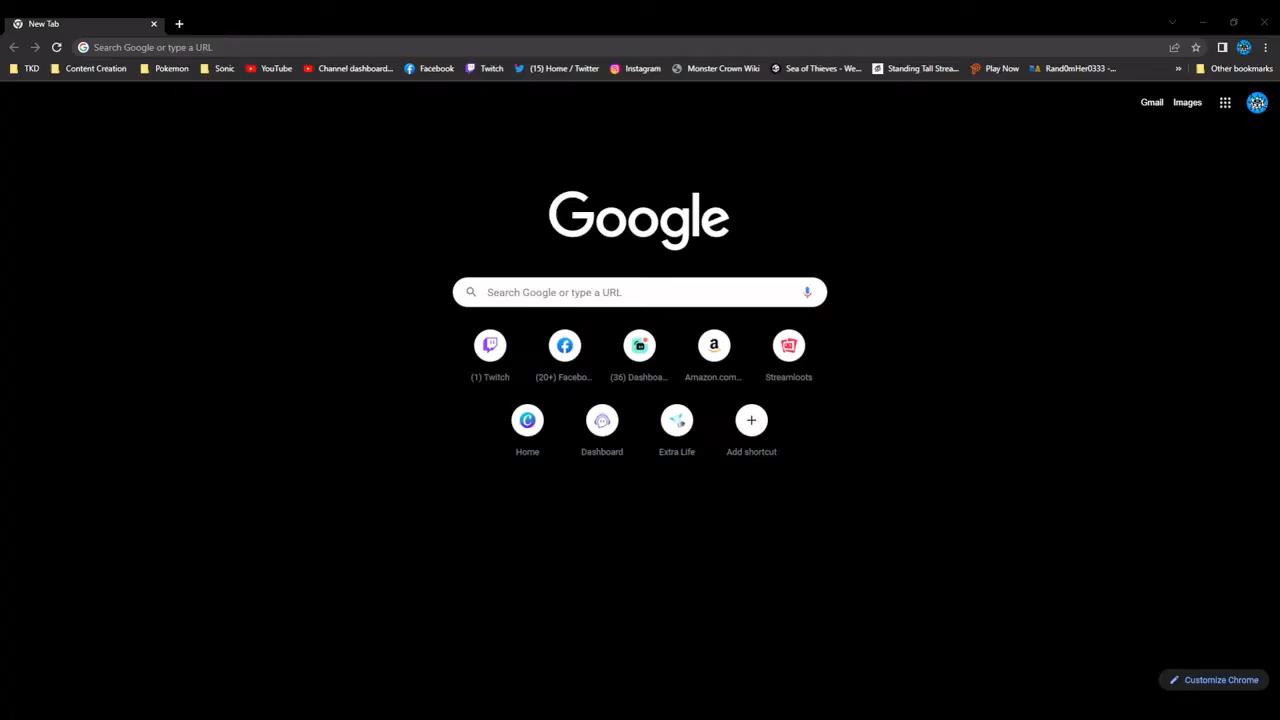 New Tab
Search Google or type a URL
TKD Content Creation Pokemon Sonic YouTube Channel dashboard... Facebook Twitch (15) Home / Twitter Instagram Monster Crown Wiki Sea of Thieves - We... Standing Tall Strea... Play Now Rand0mHer0333 -... » Other bookmarks
Gmail Images
Google
Search Google or type a URL
(1) Twitch (20+) Facebo... (36) Dashboa... Amazon.com... Streamloots
Home Dashboard Extra Life Add shortcut
Customize Chrome